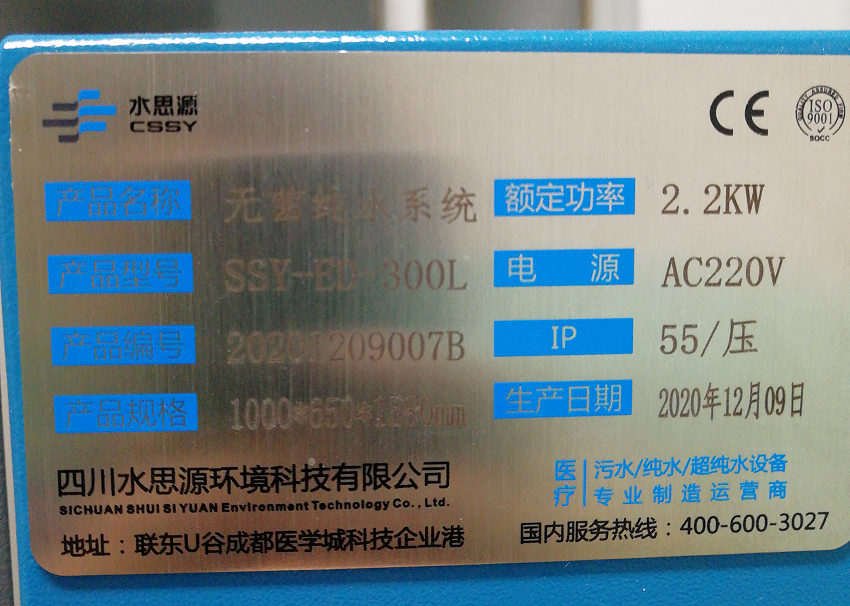 水思源
CSSY
CE
QUALITY ASSURED FIRM
ISO
9001
SQCC
产品名称 无菌纯水系统 额定功率 2.2KW
产品型号 SSY-ED-300L 电 源 AC220V
产品编号 20201209007B IP 55/压
产品规格 生产日期 2020年12月09日
四川水思源环境科技有限公司
SICHUAN SHUI SI YUAN Environment Technology Co., Ltd.
地址：联东U谷成都医学城科技企业港
医疗 污水/纯水/超纯水设备
专业制造运营商
国内服务热线：400-600-3027